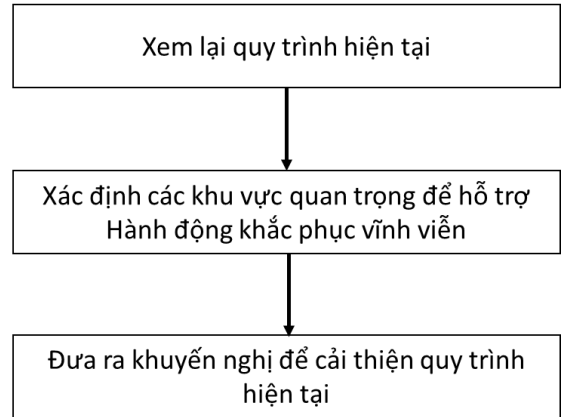 Xem lại quy trình hiện tại
Xác định các khu vực quan trọng để hỗ trợ
Hành động khắc phục vĩnh viễn
Đưa ra khuyến nghị để cải thiện quy trình
hiện tại